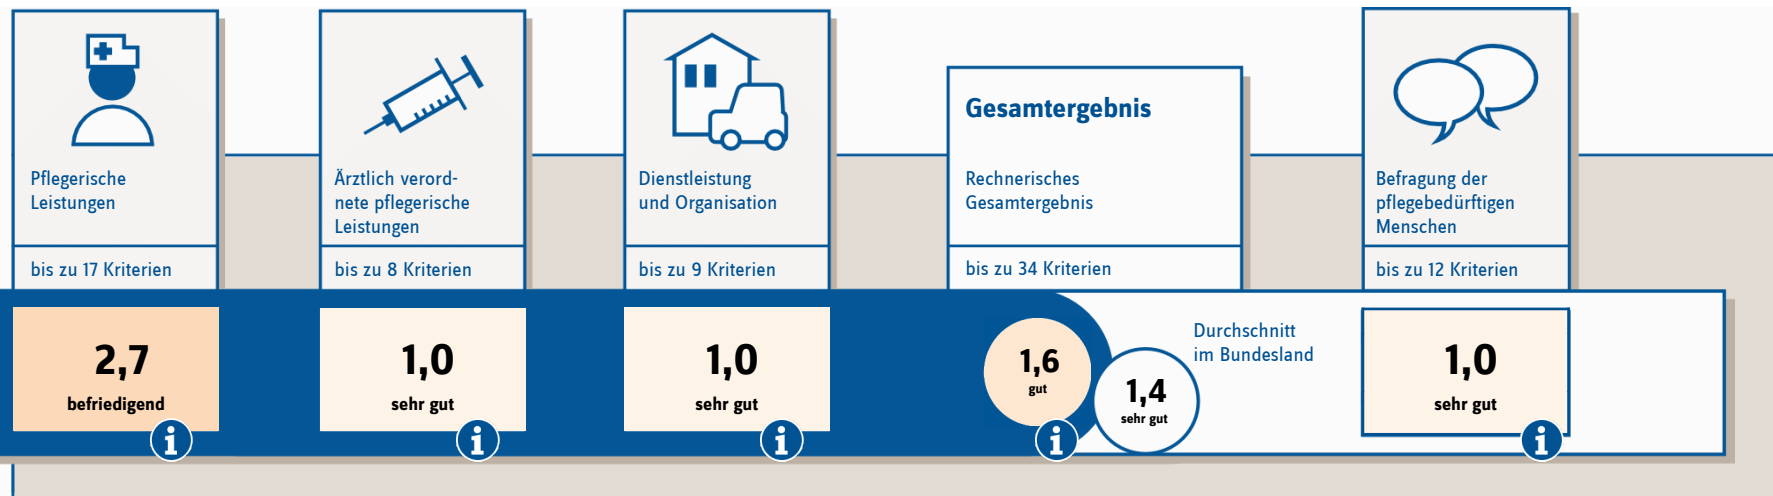 Pflegerische
Leistungen
bis zu 17 Kriterien
2,7
befriedigend
i
Ärztlich verord-
nete pflegerische
Leistungen
bis zu 8 Kriterien
1,0
sehr gut
i
Dienstleistung
und Organisation
bis zu 9 Kriterien
1,0
sehr gut
i
Gesamtergebnis
Rechnerisches
Gesamtergebnis
bis zu 34 Kriterien
1,6
gut
i
1,4
sehr gut
Durchschnitt
im Bundesland
Befragung der
pflegebedürftigen
Menschen
bis zu 12 Kriterien
1,0
sehr gut
i